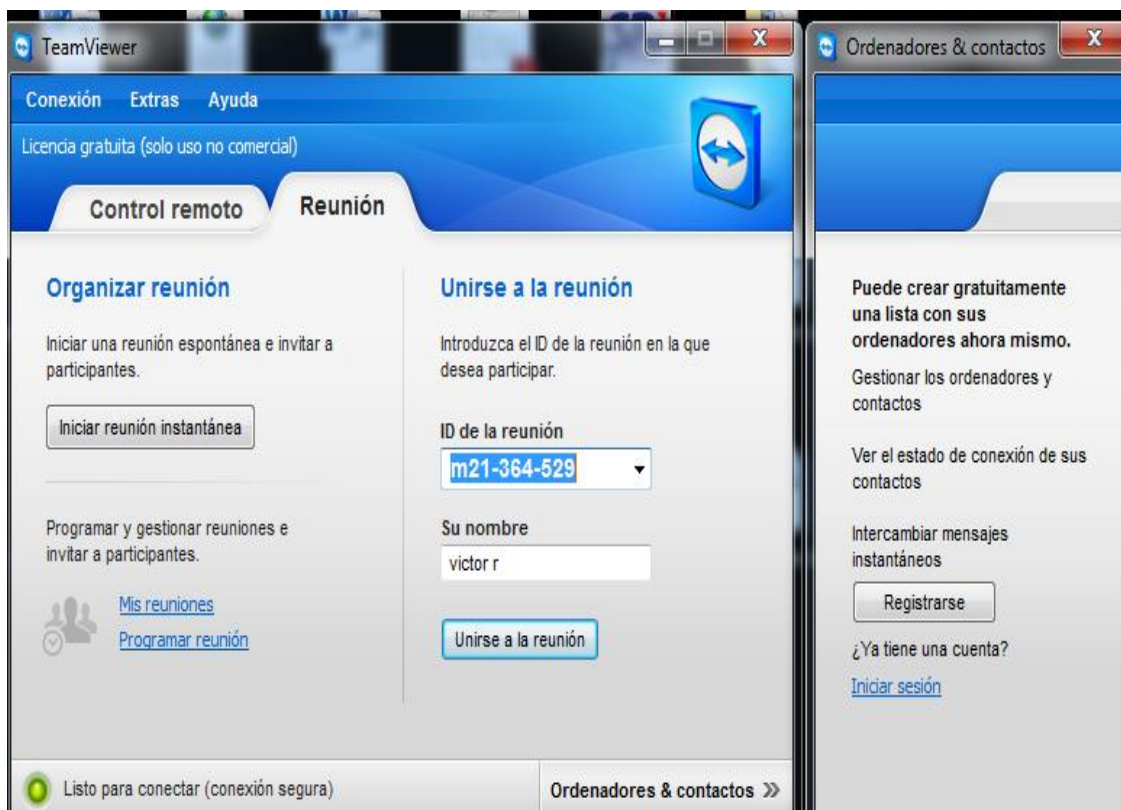 TeamViewer
Conexión Extras Ayuda
Licencia gratuita (solo uso no comercial)
Control remoto
Reunión
Organizar reunión
Iniciar una reunión espontánea e invitar a
participantes.
Iniciar reunión instantánea
Programar y gestionar reuniones e
invitar a participantes.
Mis reuniones
Programar reunión
Unirse a la reunión
Introduzca el ID de la reunión en la que
desea participar.
ID de la reunión
m21-364-529
Su nombre
victor r
Unirse a la reunión
Listo para conectar (conexión segura)
Ordenadores & contactos
Ordenadores & contactos
Puede crear gratuitamente
una lista con sus
ordenadores ahora mismo.
Gestionar los ordenadores y
contactos
Ver el estado de conexión de sus
contactos
Intercambiar mensajes
instantáneos
Registrarse
¿Ya tiene una cuenta?
Iniciar sesión